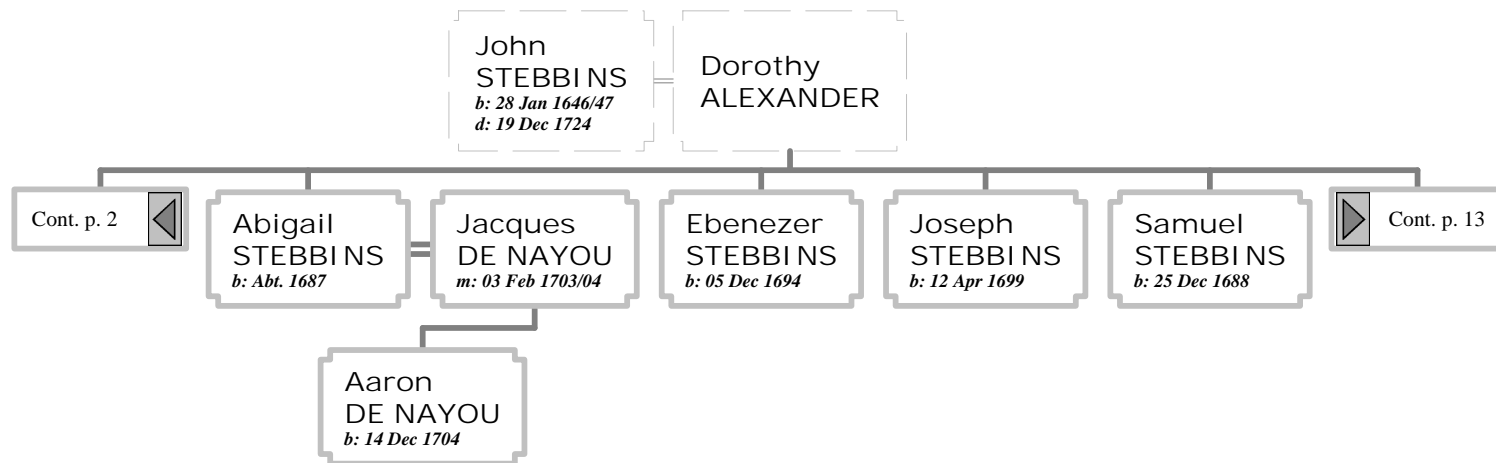 John
STEBBINS
b: 28 Jan 1646/47
d: 19 Dec 1724
Dorothy
ALEXANDER
Cont. p. 2
Abigail
STEBBINS
b: Abt. 1687
Jacques
DE NAYOU
m: 03 Feb 1703/04
Ebenezer
STEBBINS
b: 05 Dec 1694
Joseph
STEBBINS
b: 12 Apr 1699
Samuel
STEBBINS
b: 25 Dec 1688
Cont. p. 13
Aaron
DE NAYOU
b: 14 Dec 1704